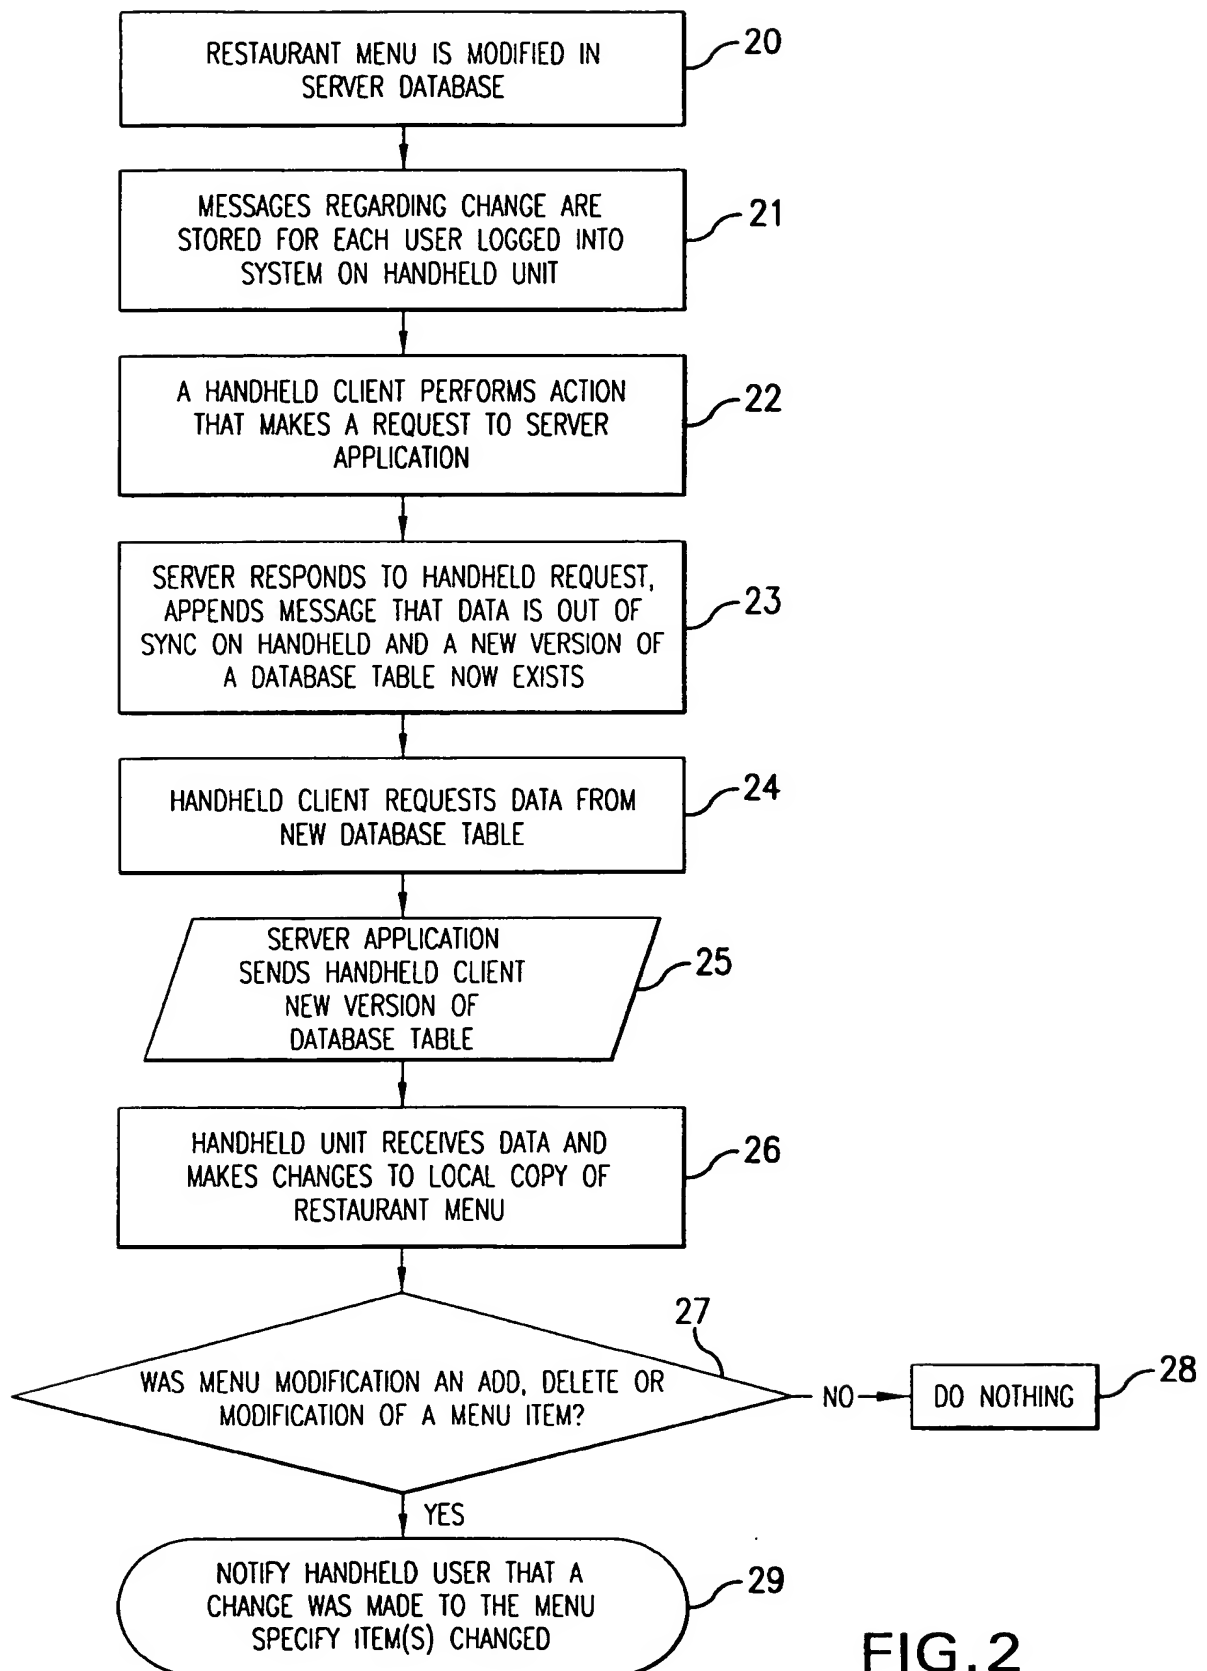 RESTAURANT MENU IS MODIFIED IN
SERVER DATABASE
20
MESSAGES REGARDING CHANGE ARE
STORED FOR EACH USER LOGGED INTO
SYSTEM ON HANDHELD UNIT
21
A HANDHELD CLIENT PERFORMS ACTION
THAT MAKES A REQUEST TO SERVER
APPLICATION
22
SERVER RESPONDS TO HANDHELD REQUEST,
APPENDS MESSAGE THAT DATA IS OUT OF
SYNC ON HANDHELD AND A NEW VERSION OF
A DATABASE TABLE NOW EXISTS
23
HANDHELD CLIENT REQUESTS DATA FROM
NEW DATABASE TABLE
24
SERVER APPLICATION
SENDS HANDHELD CLIENT
NEW VERSION OF
DATABASE TABLE
25
HANDHELD UNIT RECEIVES DATA AND
MAKES CHANGES TO LOCAL COPY OF
RESTAURANT MENU
26
WAS MENU MODIFICATION AN ADD, DELETE OR
MODIFICATION OF A MENU ITEM?
27
NO
DO NOTHING
28
YES
NOTIFY HANDHELD USER THAT A
CHANGE WAS MADE TO THE MENU
SPECIFY ITEM(S) CHANGED
29
FIG.2